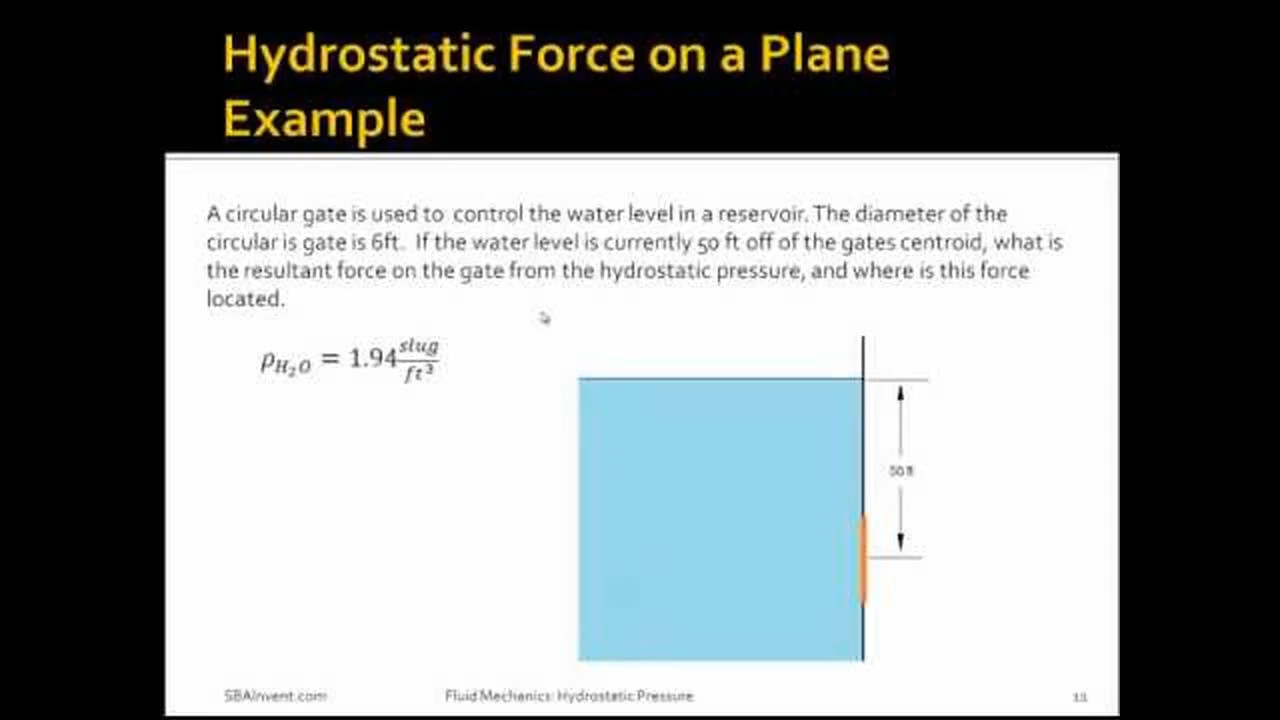 Hydrostatic Force on a Plane
Example
A circular gate is used to control the water level in a reservoir. The diameter of the
circular is gate is 6ft. If the water level is currently 50 ft off of the gates centroid, what is
the resultant force on the gate from the hydrostatic pressure, and where is this force
located.
ρH₂O = 1.94 slug/ft³
50 ft
SBAInvent.com Fluid Mechanics: Hydrostatic Pressure 11